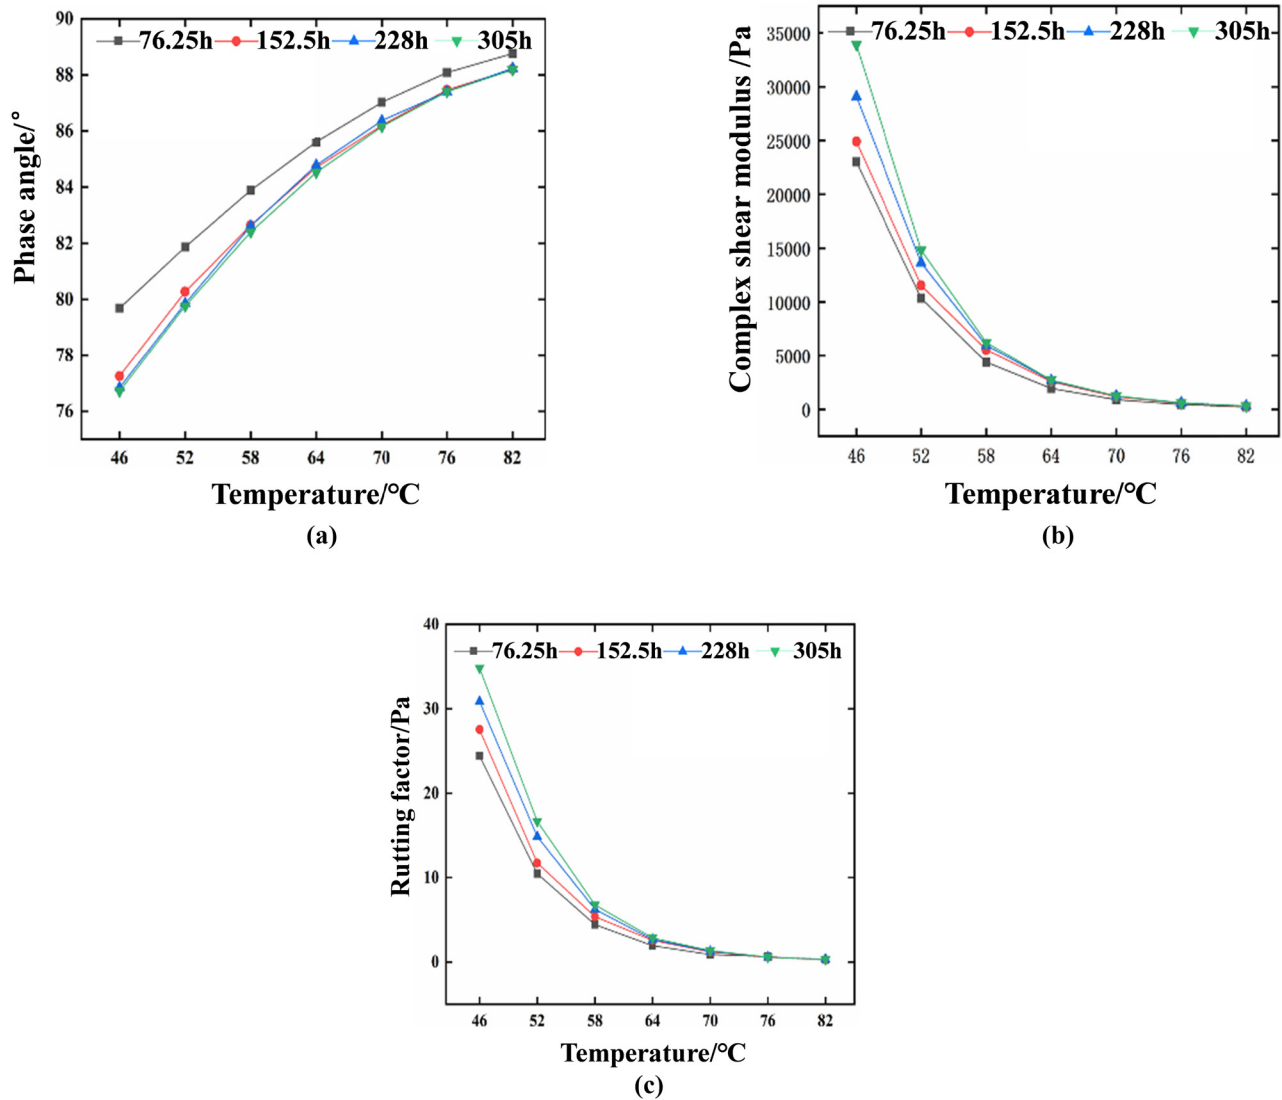 76.25h 152.5h 228h 305h
Phase angle/°
90
88
86
84
82
80
78
76
46 52 58 64 70 76 82
Temperature/°C
(a)
76.25h 152.5h 228h 305h
Complex shear modulus /Pa
35000
30000
25000
20000
15000
10000
5000
0
46 52 58 64 70 76 82
Temperature/°C
(b)
76.25h 152.5h 228h 305h
Rutting factor/Pa
40
30
20
10
0
46 52 58 64 70 76 82
Temperature/°C
(c)